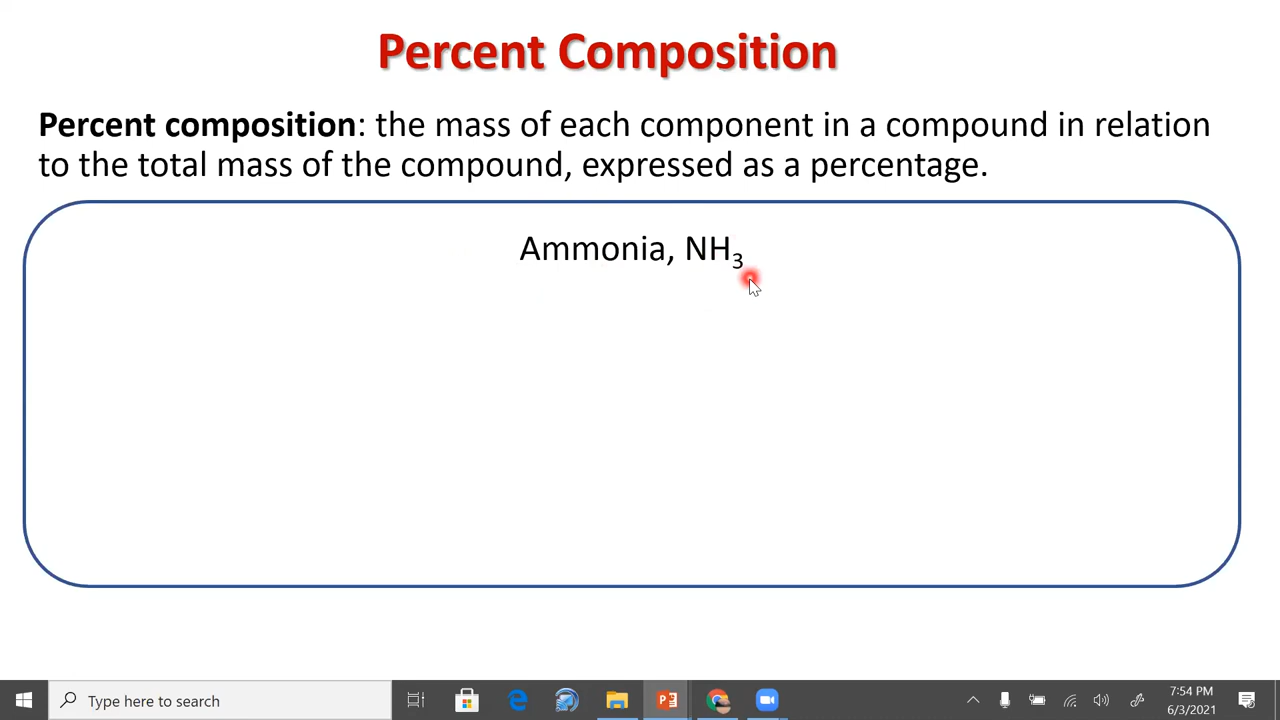 Percent Composition
Percent composition: the mass of each component in a compound in relation
to the total mass of the compound, expressed as a percentage.
Ammonia, NH₃
Type here to search
7:54 PM
6/3/2021